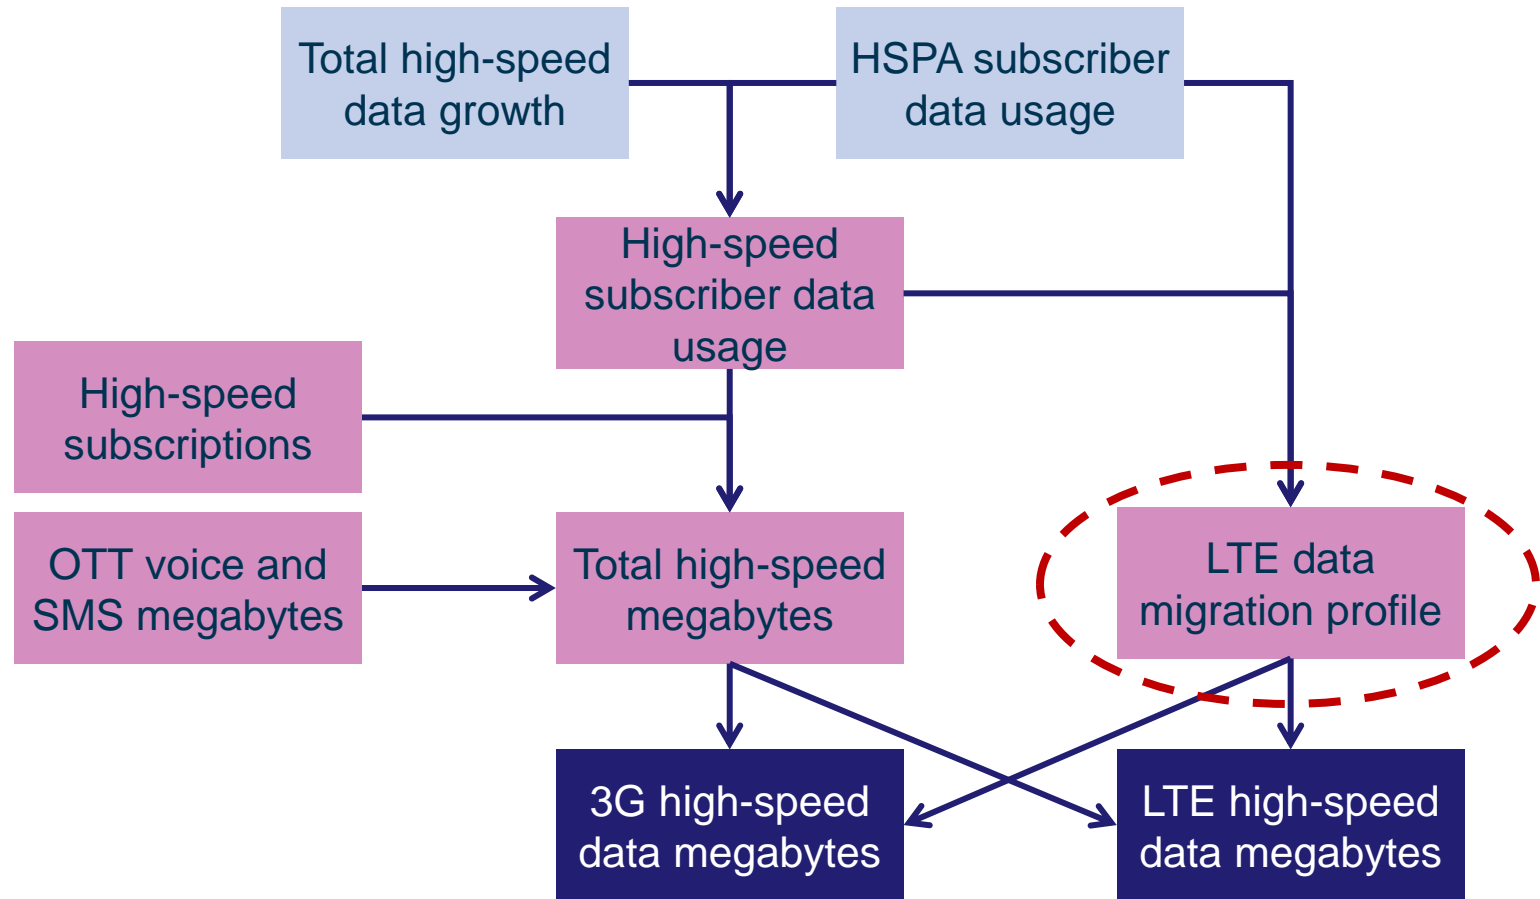 Total high-speed
data growth
HSPA subscriber
data usage
High-speed
subscriber data
usage
High-speed
subscriptions
OTT voice and
SMS megabytes
Total high-speed
megabytes
LTE data
migration profile
3G high-speed
data megabytes
LTE high-speed
data megabytes